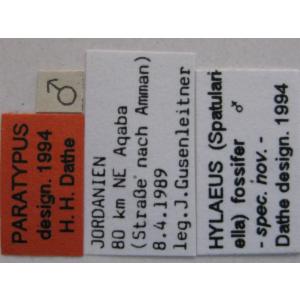 ♂
PARATYPUS
design. 1994
H. H. Dathe
JORDANIEN
80 km NE Aqaba
(Straße nach Amman)
8.4.1989
leg.J.Gusenleitner
HYLAEUS (Spatulari-
ella) fossifer ♂
- spec. nov. -
Dathe design. 1994